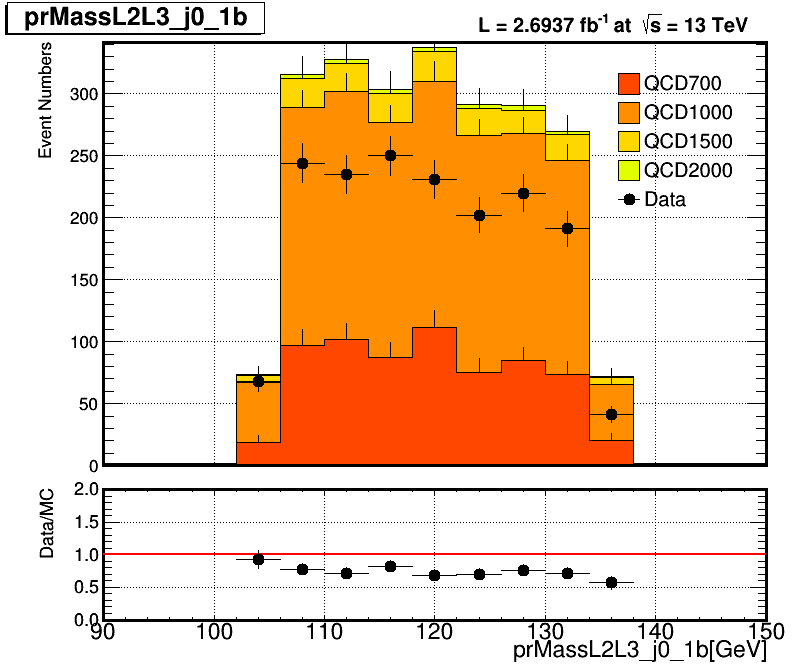 prMassL2L3_j0_1b
L = 2.6937 fb⁻¹ at √s = 13 TeV
Event Numbers
300
250
200
150
100
50
0
QCD700
QCD1000
QCD1500
QCD2000
Data
Data/MC
2.0
1.5
1.0
0.5
0.0
90 100 110 120 130 140 150
prMassL2L3_j0_1b[GeV]